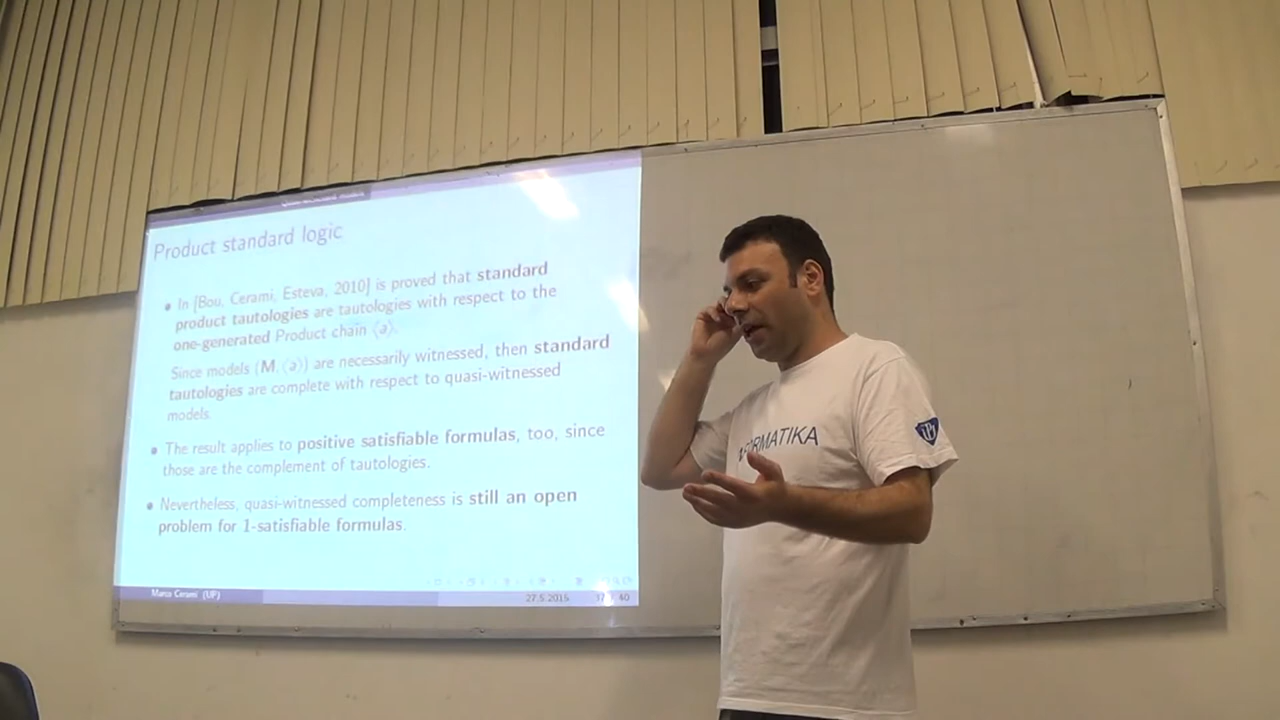 Product standard logic
In [Bou, Cerami, Esteva, 2010] is proved that standard
product tautologies are tautologies with respect to the
one-generated Product chain ⟨a⟩.
Since models (M, ⟨a⟩) are necessarily witnessed, then standard
tautologies are complete with respect to quasi-witnessed
models.
The result applies to positive satisfiable formulas, too, since
those are the complement of tautologies.
Nevertheless, quasi-witnessed completeness is still an open
problem for 1-satisfiable formulas.
Marco Cerami (UP)
27.5.2015
40
FORMATIKA